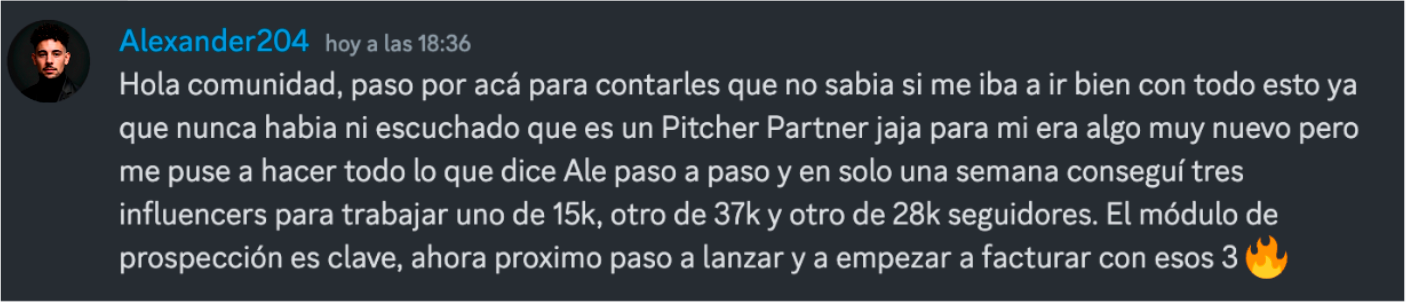 Alexander204 hoy a las 18:36
Hola comunidad, paso por acá para contarles que no sabia si me iba a ir bien con todo esto ya
que nunca habia ni escuchado que es un Pitcher Partner jaja para mi era algo muy nuevo pero
me puse a hacer todo lo que dice Ale paso a paso y en solo una semana conseguí tres
influencers para trabajar uno de 15k, otro de 37k y otro de 28k seguidores. El módulo de
prospección es clave, ahora proximo paso a lanzar y a empezar a facturar con esos 3 🔥